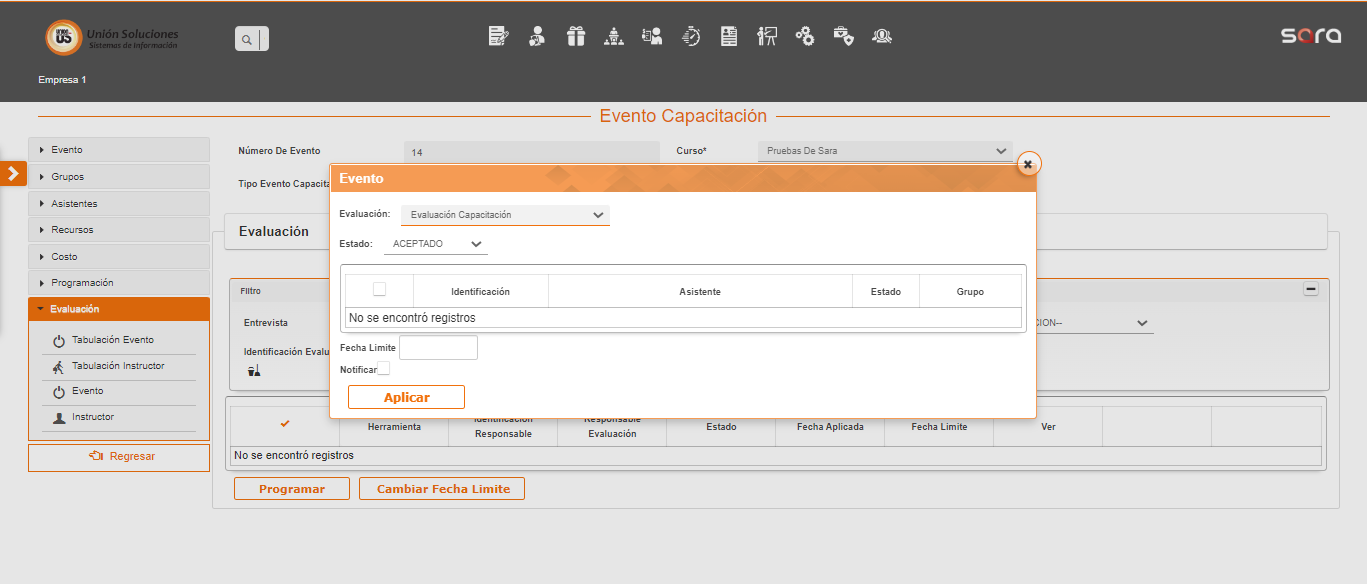 Unión Soluciones
Sistemas de Información
sara
Empresa 1
Evento Capacitación
Evento
Grupos
Asistentes
Recursos
Costo
Programación
Evaluación
Tabulación Evento
Tabulación Instructor
Evento
Instructor
Regresar
Número De Evento 14 Curso* Pruebas De Sara
Tipo Evento Capacita
Evaluación
Filtro
Entrevista CION--
Identificación Evalu
Evento
Evaluación: Evaluación Capacitación
Estado: ACEPTADO
Identificación Asistente Estado Grupo
No se encontró registros
Fecha Limite
Notificar
Aplicar
Herramienta Identificación Responsable Responsable Evaluación Estado Fecha Aplicada Fecha Limite Ver
No se encontró registros
Programar Cambiar Fecha Limite